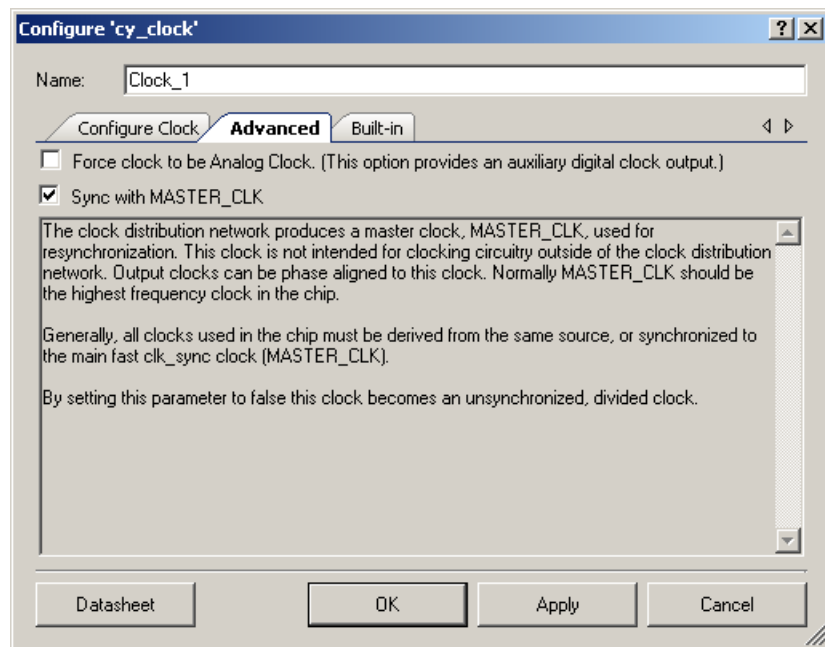 Configure 'cy_clock'
Name: Clock_1
Configure Clock Advanced Built-in
Force clock to be Analog Clock. (This option provides an auxiliary digital clock output.)
Sync with MASTER_CLK
The clock distribution network produces a master clock, MASTER_CLK, used for
resynchronization. This clock is not intended for clocking circuitry outside of the clock distribution
network. Output clocks can be phase aligned to this clock. Normally MASTER_CLK should be
the highest frequency clock in the chip.
Generally, all clocks used in the chip must be derived from the same source, or synchronized to
the main fast clk_sync clock (MASTER_CLK).
By setting this parameter to false this clock becomes an unsynchronized, divided clock.
Datasheet OK Apply Cancel